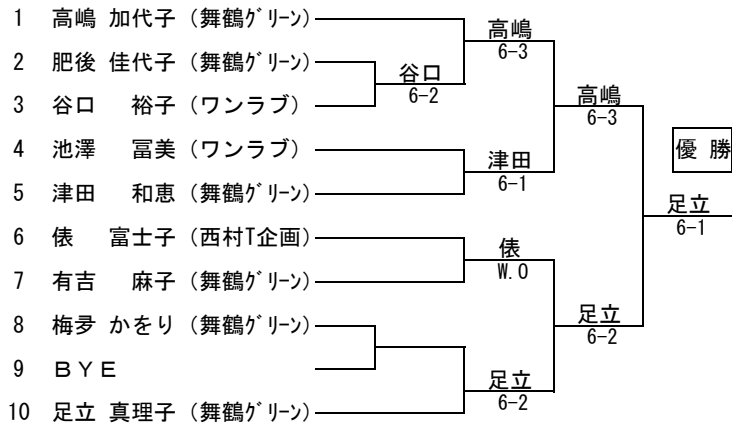 1 高嶋 加代子 (舞鶴グリーン)
高嶋
6-3
2 肥後 佳代子 (舞鶴グリーン)
谷口
6-2
3 谷口 裕子 (ワンラブ)
高嶋
6-3
4 池澤 冨美 (ワンラブ)
津田
6-1
優 勝
5 津田 和恵 (舞鶴グリーン)
足立
6-1
6 俵 富士子 (西村T企画)
俵
W.O
7 有吉 麻子 (舞鶴グリーン)
8 梅夛 かをり (舞鶴グリーン)
足立
6-2
9 BYE
足立
6-2
10 足立 真理子 (舞鶴グリーン)